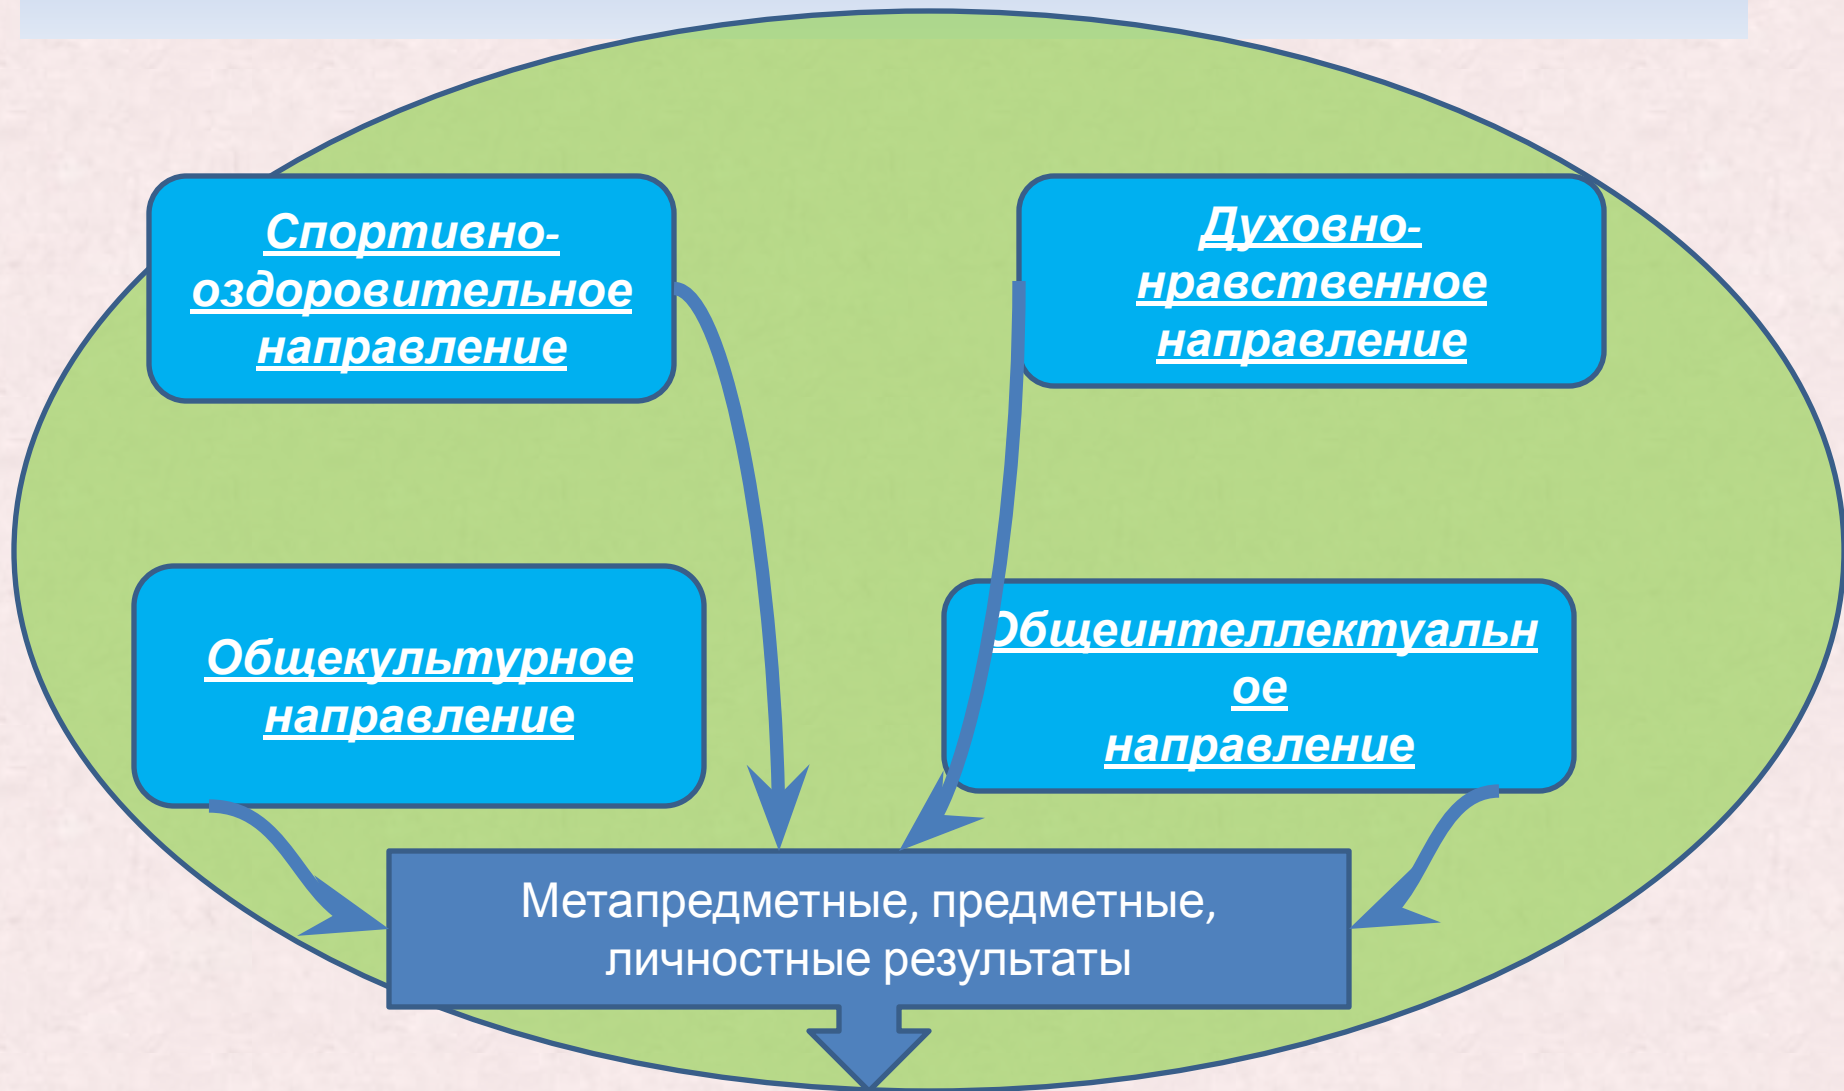 Спортивно-
оздоровительное
направление
Духовно-
нравственное
направление
Общекультурное
направление
Общеинтеллектуальн
ое
направление
Метапредметные, предметные,
личностные результаты